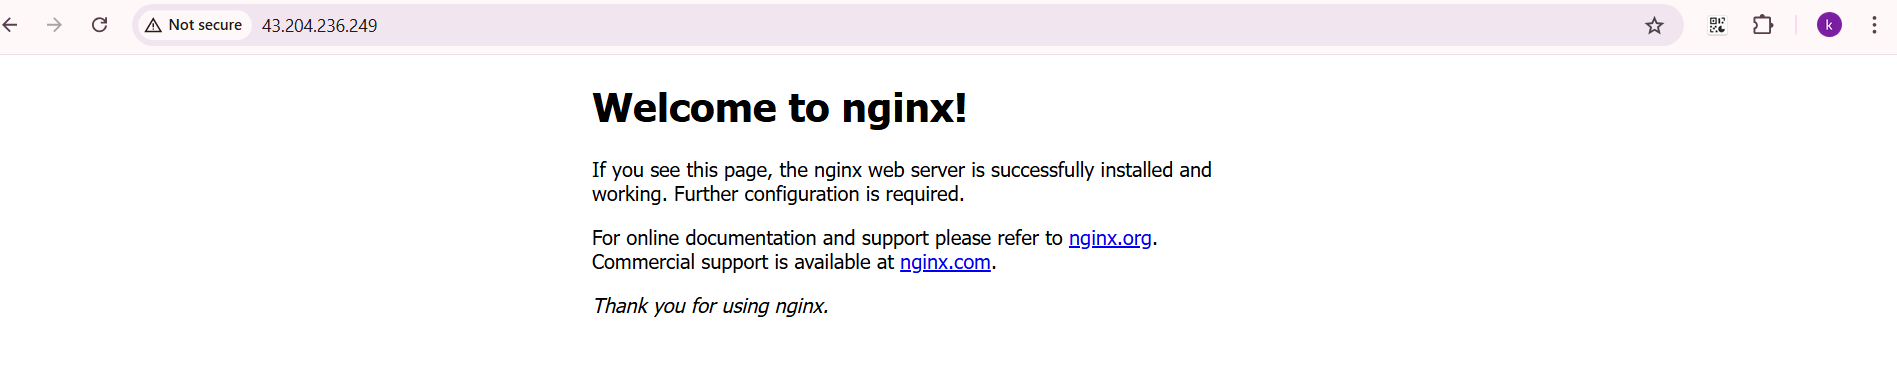 Not secure 43.204.236.249 k
Welcome to nginx!
If you see this page, the nginx web server is successfully installed and
working. Further configuration is required.
For online documentation and support please refer to nginx.org.
Commercial support is available at nginx.com.
Thank you for using nginx.